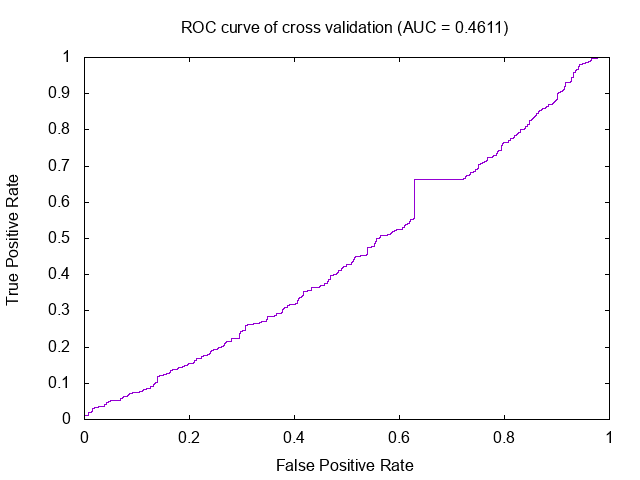 ROC curve of cross validation (AUC = 0.4611)
1
0.9
0.8
0.7
0.6
0.5
0.4
0.3
0.2
0.1
0
True Positive Rate
0 0.2 0.4 0.6 0.8 1
False Positive Rate